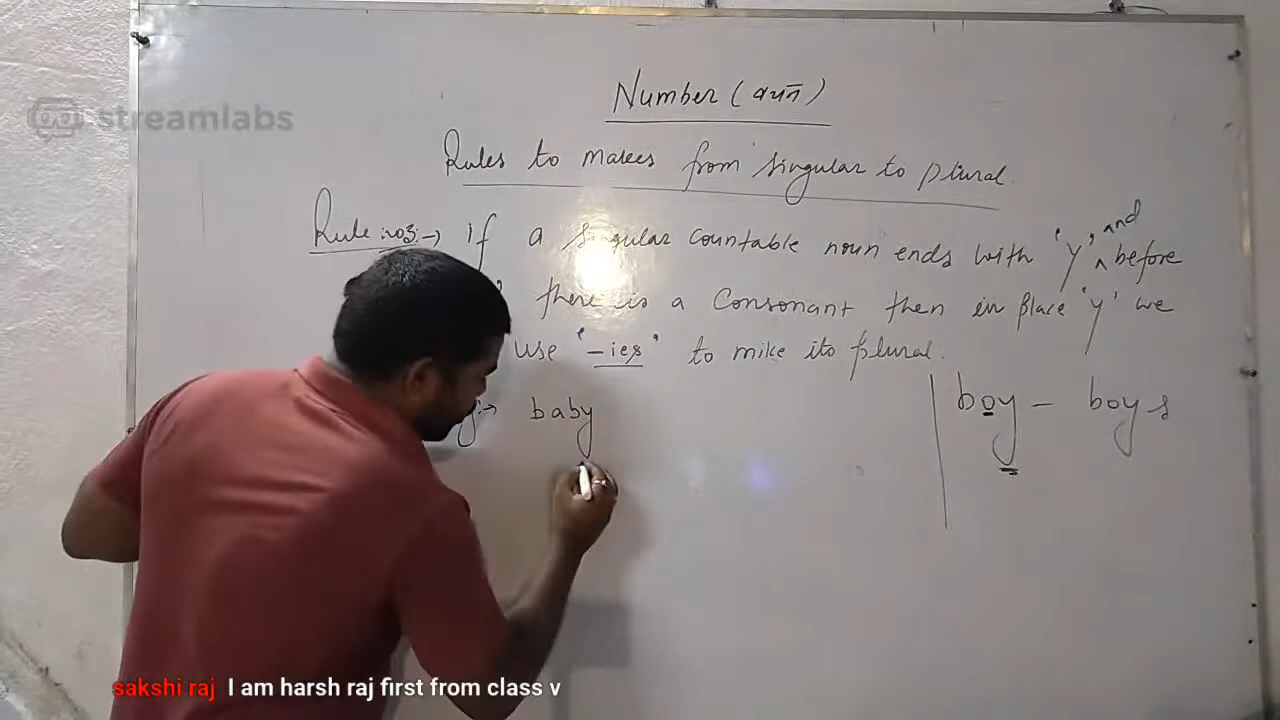 streamlabs
Number (वचन)
Rules to makes from singular to plural.
Rule no3:→ If a singular countable noun ends with 'y', and before
' there is a consonant then in place 'y' we
use '-ies' to mike its plural.
baby
boy - boys
sakshi raj I am harsh raj first from class v